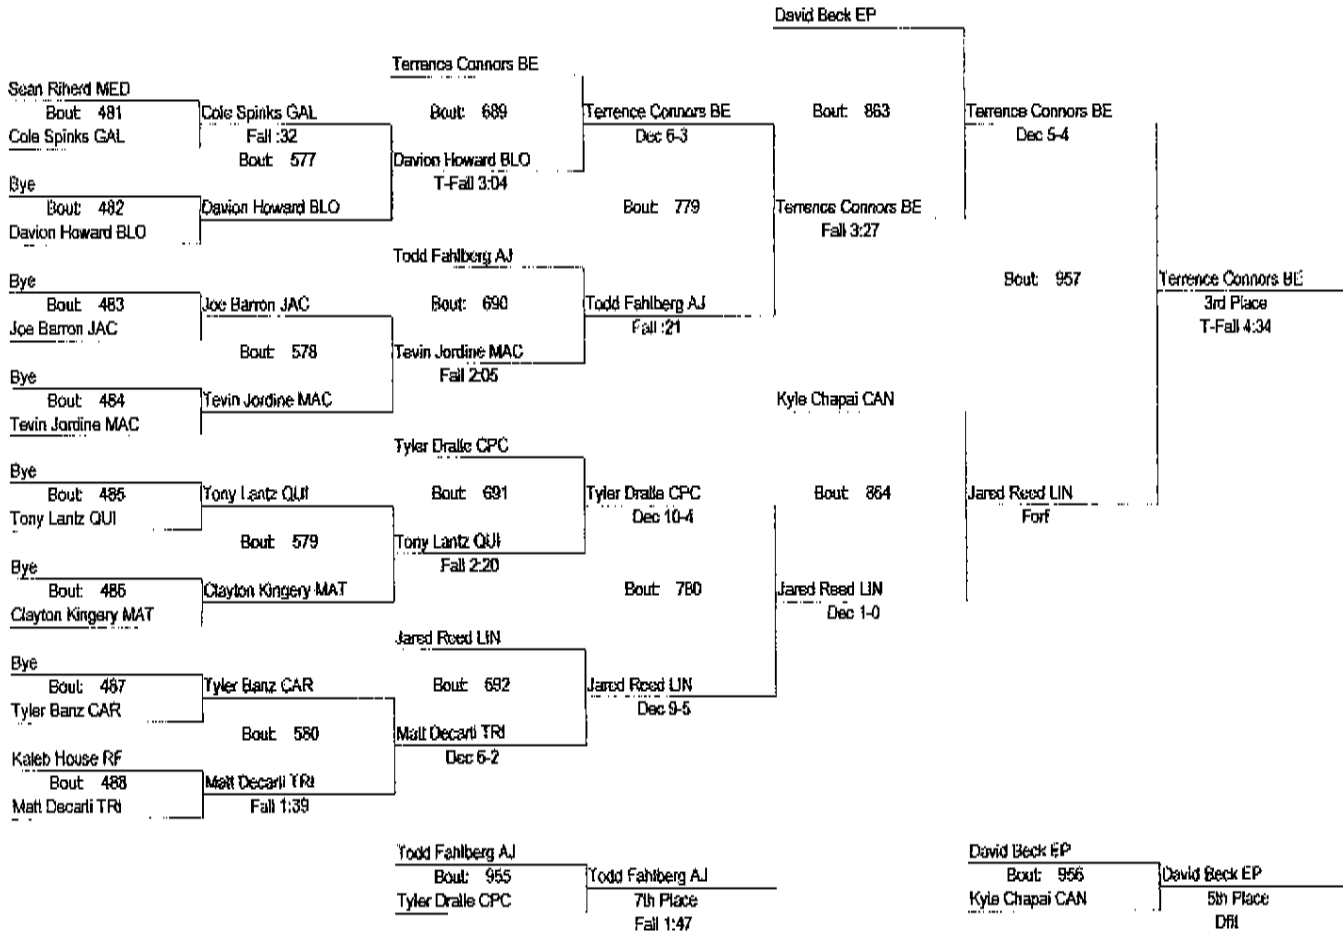 David Beck EP
Terrence Connors BE
Sean Riherd MED
Bout: 481
Cole Spinks GAL
Cole Spinks GAL
Fall :32
Bout: 577
Bye
Bout: 482
Davion Howard BLO
Davion Howard BLO
Bout: 689
Davion Howard BLO
T-Fall 3:04
Terrence Connors BE
Dec 6-3
Bout: 863
Terrence Connors BE
Dec 5-4
Bout: 779
Terrence Connors BE
Fall 3:27
Todd Fahlberg AJ
Bye
Bout: 483
Joe Barron JAC
Joe Barron JAC
Bout: 578
Bye
Bout: 484
Tevin Jordine MAC
Tevin Jordine MAC
Bout: 690
Tevin Jordine MAC
Fall 2:05
Todd Fahlberg AJ
Fall :21
Bout: 957
Terrence Connors BE
3rd Place
T-Fall 4:34
Kyle Chapai CAN
Tyler Dralle CPC
Bye
Bout: 485
Tony Lantz QUI
Tony Lantz QUI
Bout: 579
Bye
Bout: 486
Clayton Kingery MAT
Clayton Kingery MAT
Bout: 691
Tony Lantz QUI
Fall 2:20
Tyler Dralle CPC
Dec 10-4
Bout: 864
Jared Reed LIN
Forf
Bout: 780
Jared Reed LIN
Dec 1-0
Jared Reed LIN
Bye
Bout: 487
Tyler Banz CAR
Tyler Banz CAR
Bout: 580
Kaleb House RF
Bout: 488
Matt Decarli TRI
Matt Decarli TRI
Fall 1:39
Bout: 692
Matt Decarli TRI
Dec 6-2
Jared Reed LIN
Dec 9-5
Todd Fahlberg AJ
Bout: 955
Tyler Dralle CPC
Todd Fahlberg AJ
7th Place
Fall 1:47
David Beck EP
Bout: 956
Kyle Chapai CAN
David Beck EP
5th Place